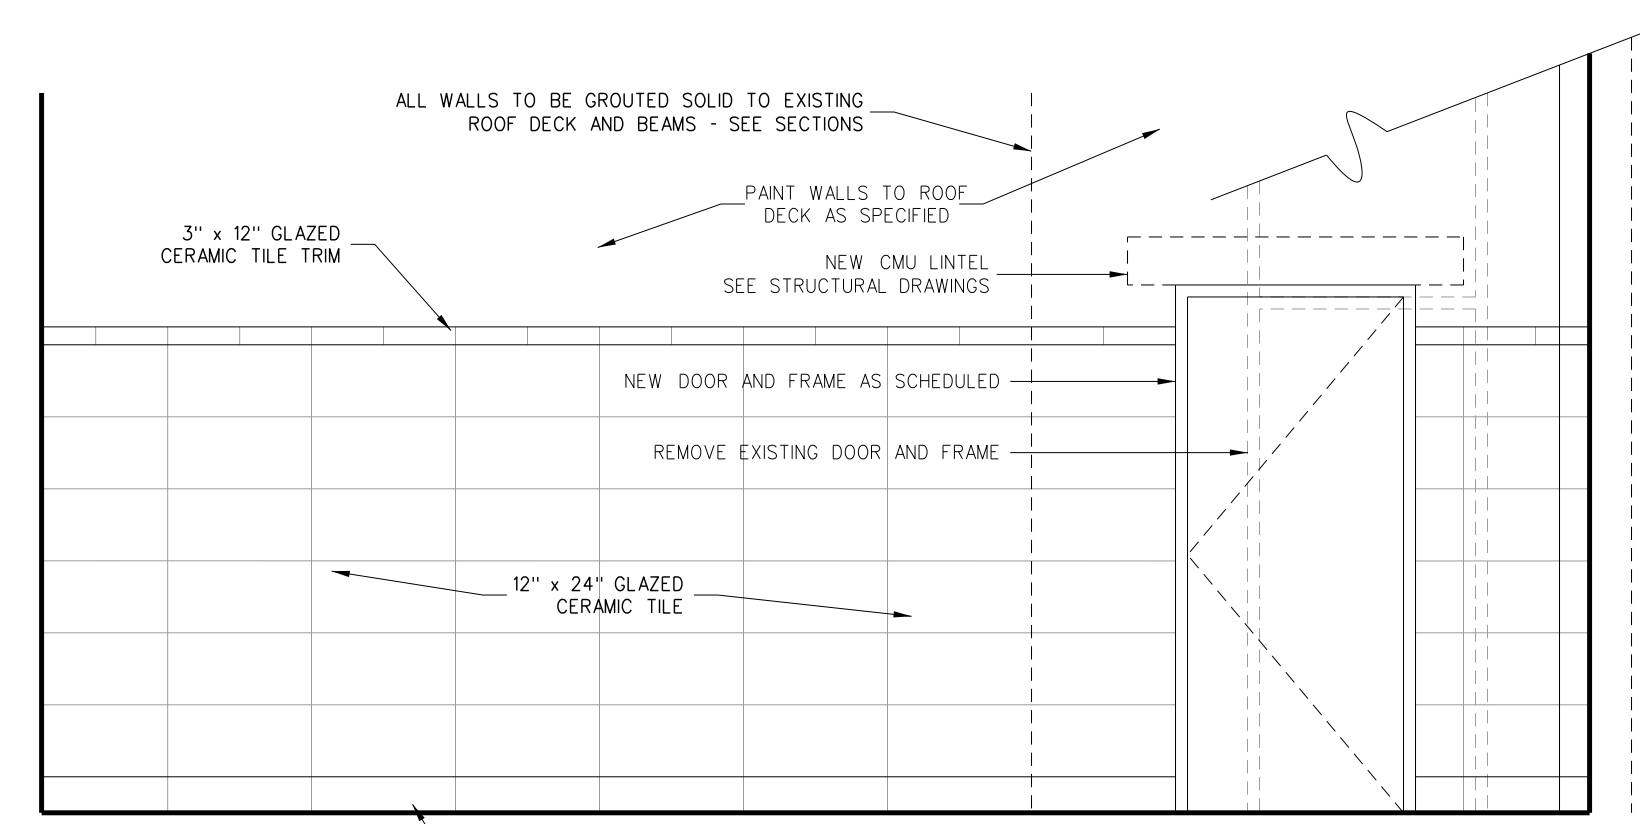 ALL WALLS TO BE GROUTED SOLID TO EXISTING
ROOF DECK AND BEAMS - SEE SECTIONS
PAINT WALLS TO ROOF
DECK AS SPECIFIED
3" x 12" GLAZED
CERAMIC TILE TRIM
NEW CMU LINTEL
SEE STRUCTURAL DRAWINGS
NEW DOOR AND FRAME AS SCHEDULED
REMOVE EXISTING DOOR AND FRAME
12" x 24" GLAZED
CERAMIC TILE